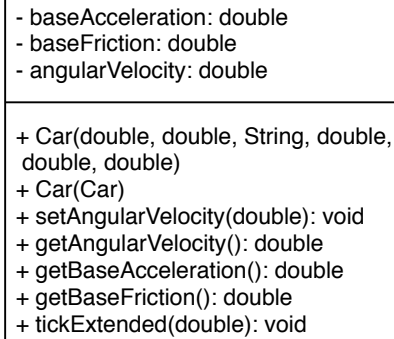 - baseAcceleration: double
- baseFriction: double
- angularVelocity: double
+ Car(double, double, String, double,
double, double)
+ Car(Car)
+ setAngularVelocity(double): void
+ getAngularVelocity(): double
+ getBaseAcceleration(): double
+ getBaseFriction(): double
+ tickExtended(double): void